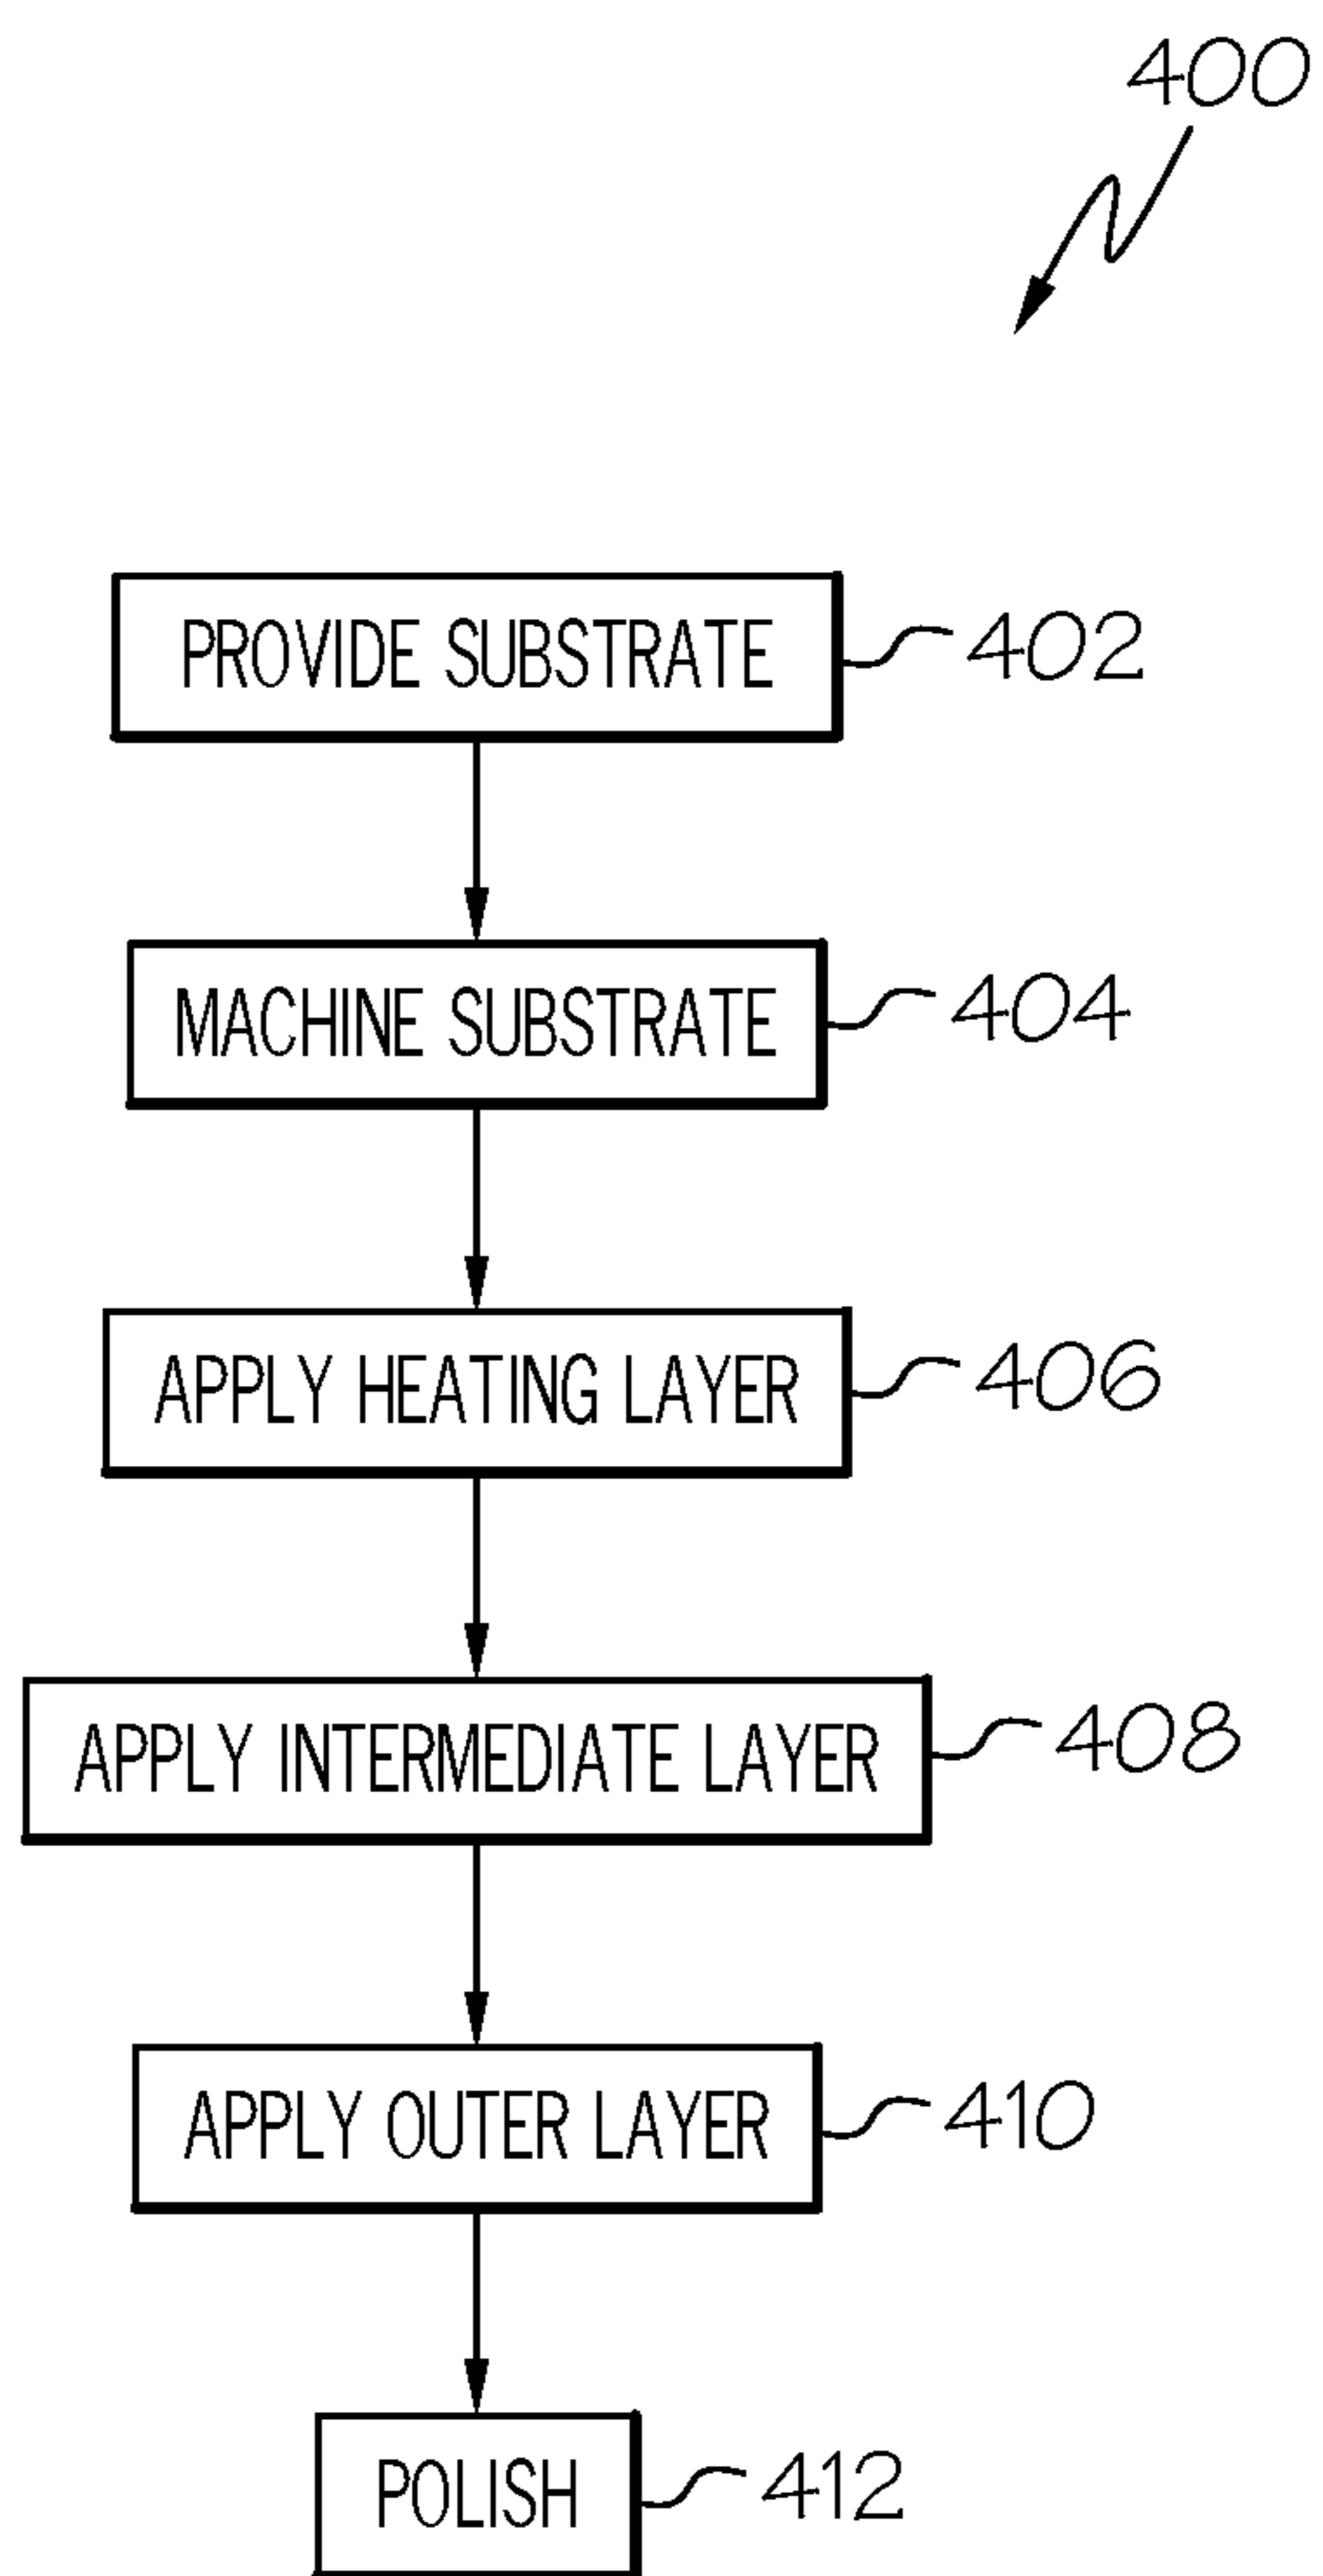 400
PROVIDE SUBSTRATE 402
MACHINE SUBSTRATE 404
APPLY HEATING LAYER 406
APPLY INTERMEDIATE LAYER 408
APPLY OUTER LAYER 410
POLISH 412